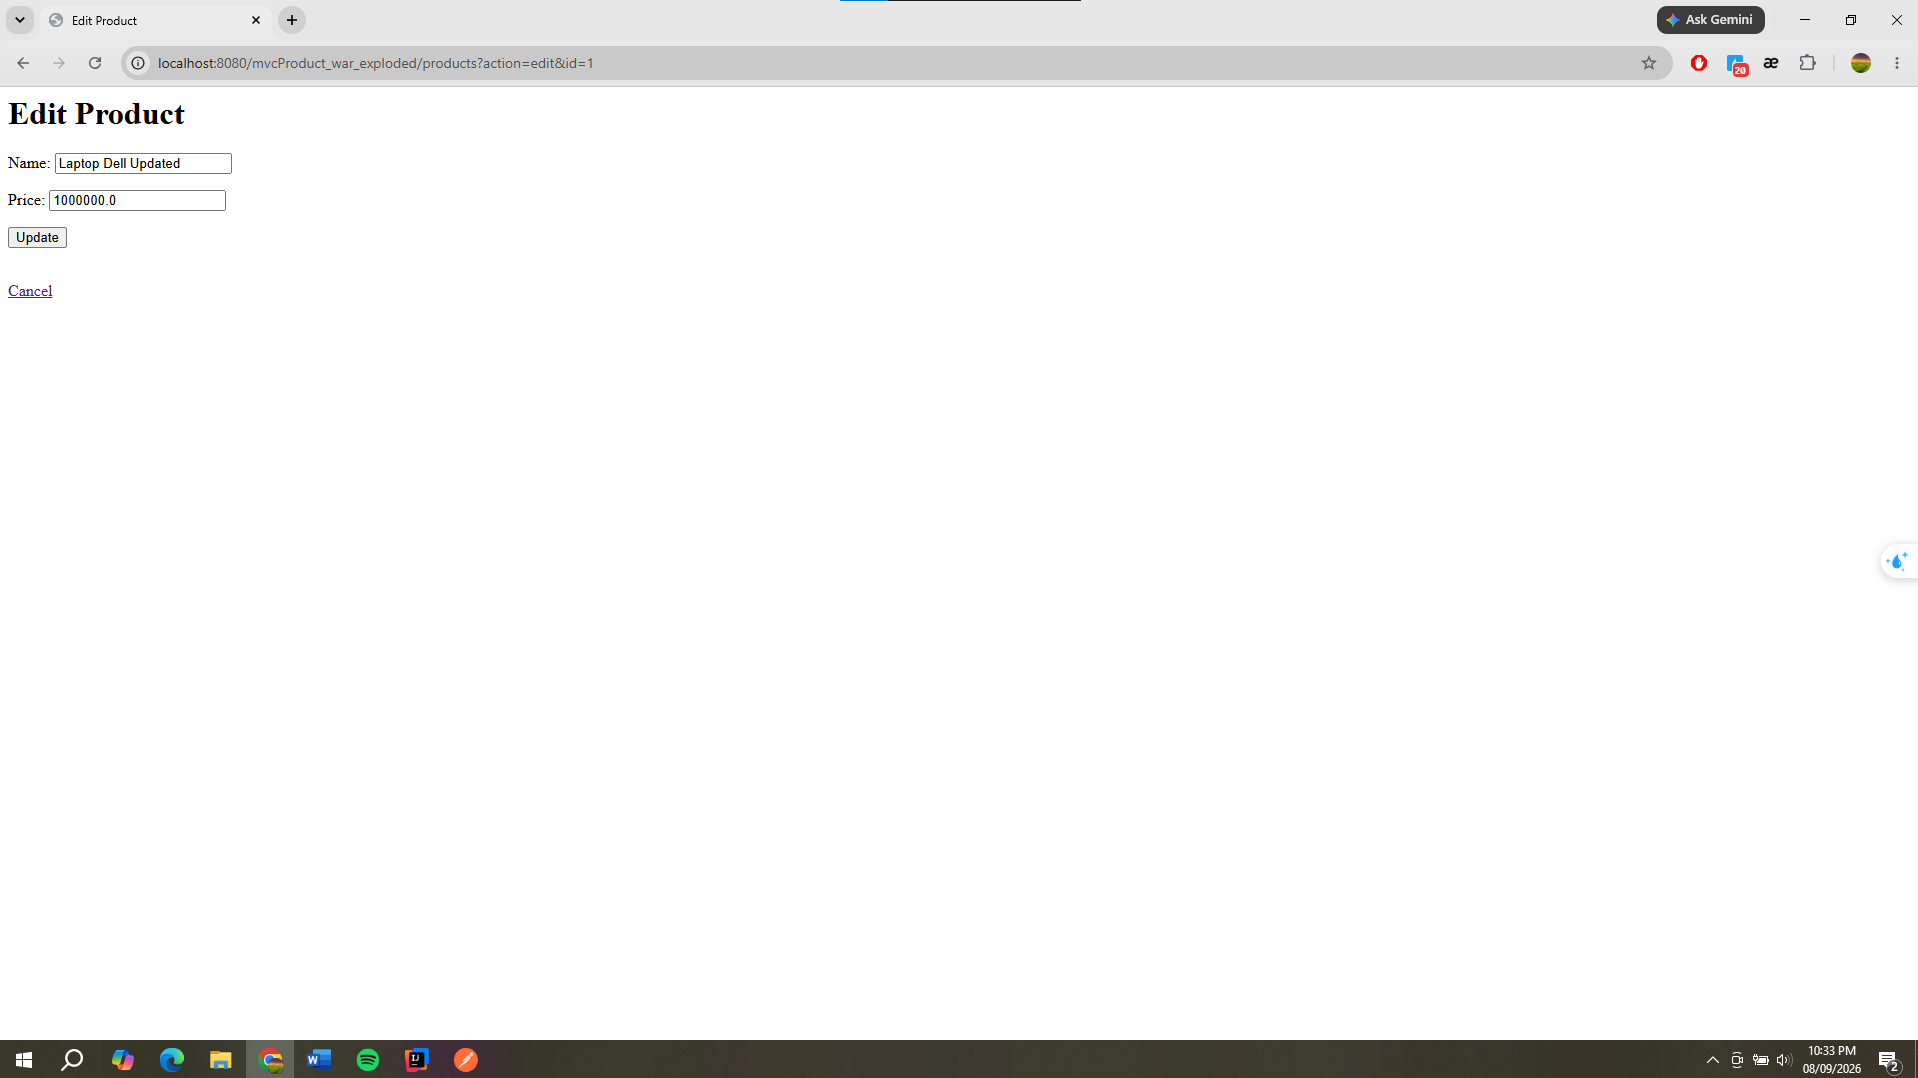 Edit Product
Ask Gemini
localhost:8080/mvcProduct_war_exploded/products?action=edit&id=1
20
æ
Edit Product
Name: Laptop Dell Updated
Price: 1000000.0
Update
Cancel
W
IJ
10:33 PM
08/09/2026
2